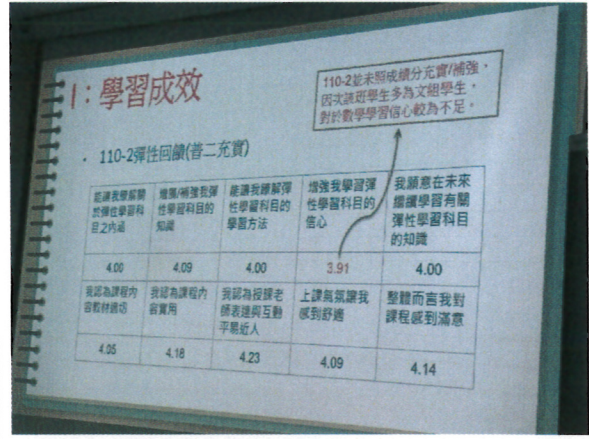 I：學習成效
110-2並未照成績分充實/補強，
因次該班學生多為文組學生，
對於數學學習信心較為不足。
· 110-2彈性回饋(普二充實)
能讓我瞭解關
於彈性學習科
目之內涵
增廣/補強我彈
性學習科目的
知識
能讓我瞭解彈
性學習科目的
學習方法
增強我學習彈
性學習科目的
信心
我願意在未來
繼續學習有關
彈性學習科目
的知識
4.00
4.09
4.00
3.91
4.00
我認為課程內
容教材適切
我認為課程內
容實用
我認為授課老
師表達與互動
平易近人
上課氣氛讓我
感到舒適
整體而言我對
課程感到滿意
4.05
4.18
4.23
4.09
4.14